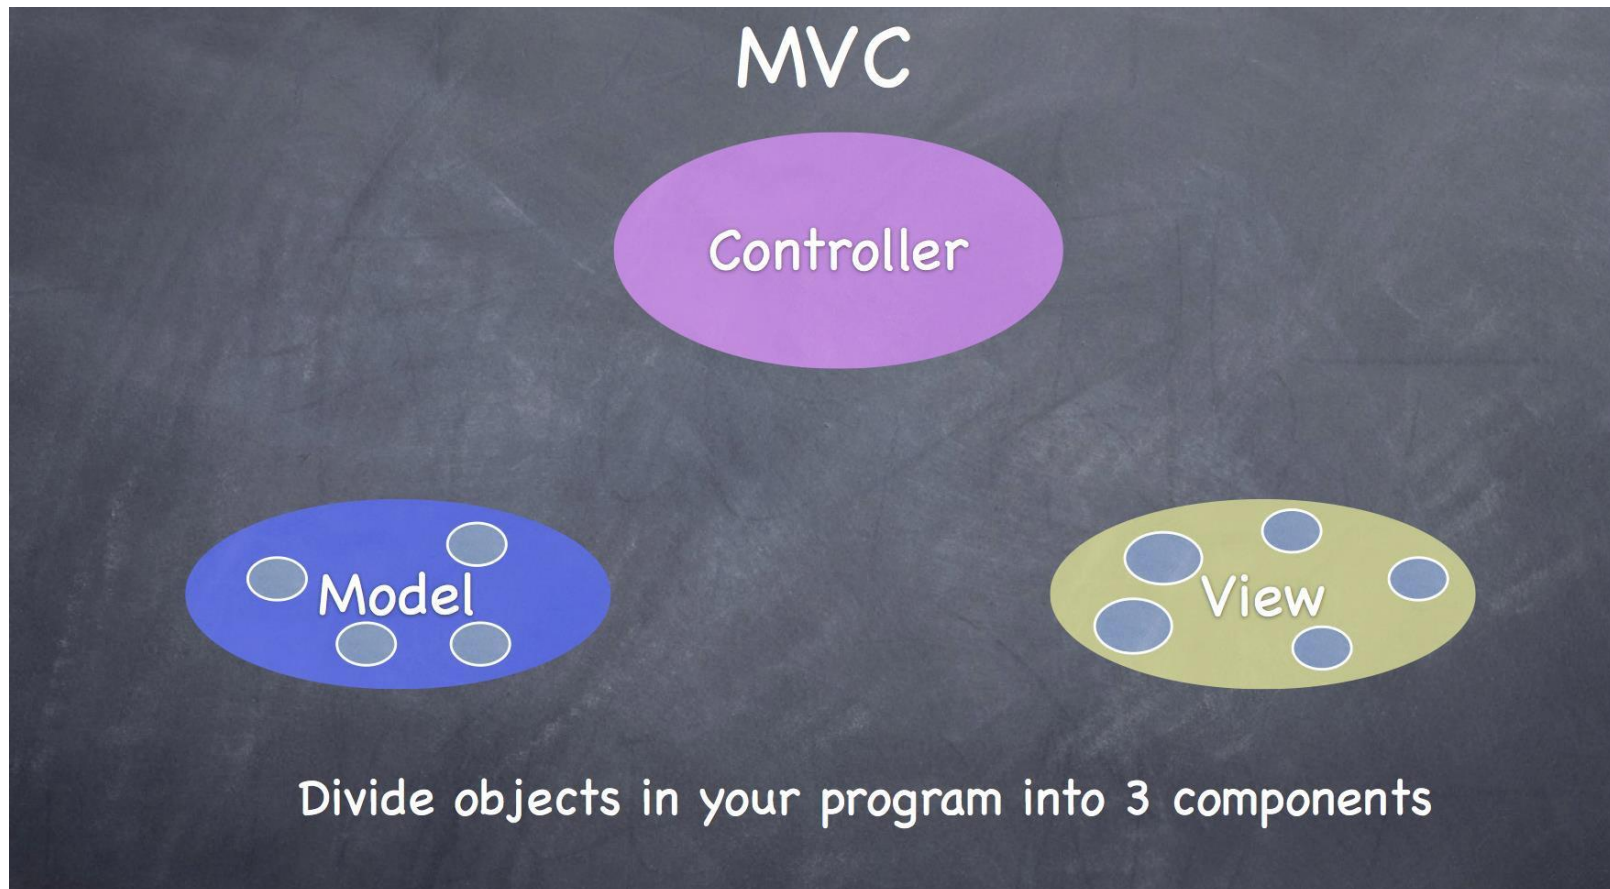 MVC
Controller
Model
View
Divide objects in your program into 3 components